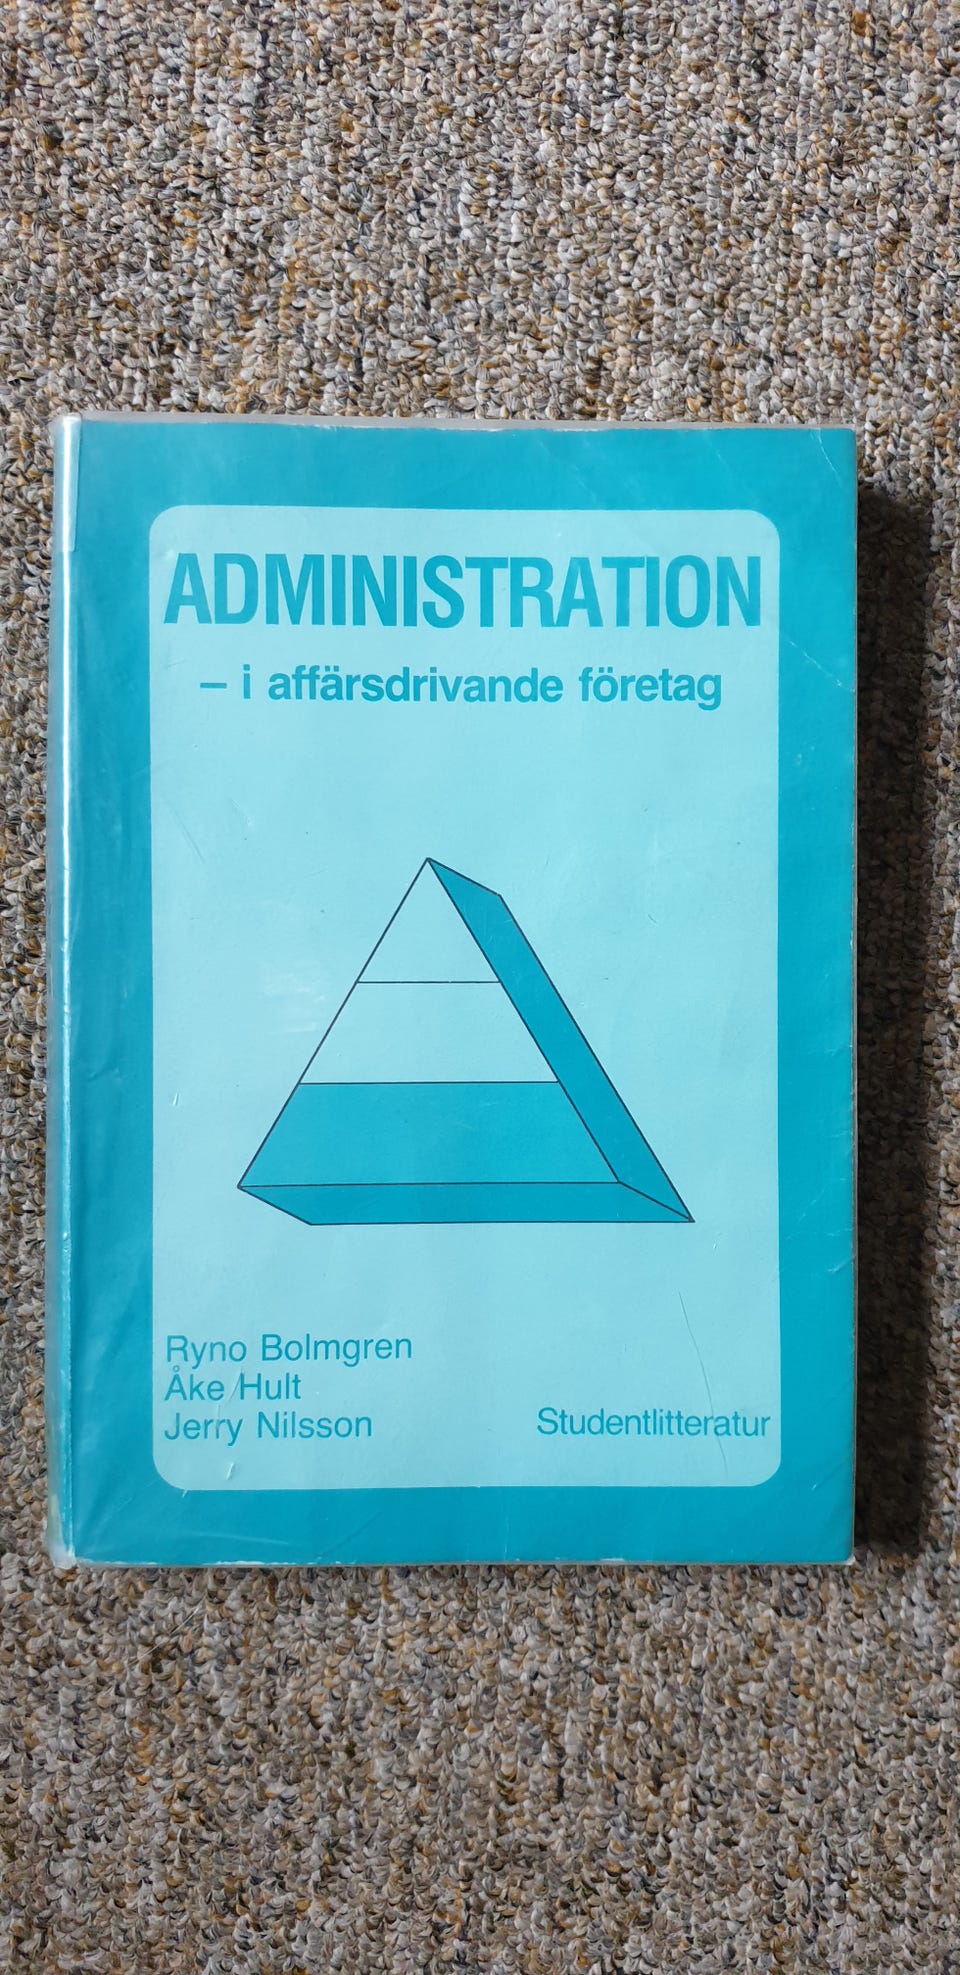 ADMINISTRATION
– i affärsdrivande företag
Ryno Bolmgren
Åke Hult
Jerry Nilsson
Studentlitteratur